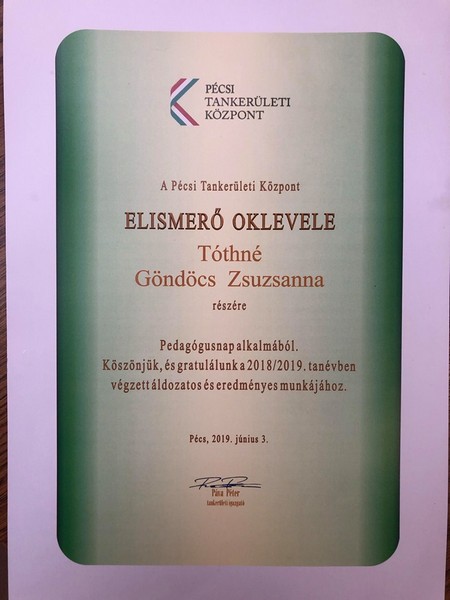 PÉCSI
TANKERÜLETI
KÖZPONT
A Pécsi Tankerületi Központ
ELISMERŐ OKLEVELE
Tóthné
Göndöcs Zsuzsanna
részére
Pedagógusnap alkalmából.
Köszönjük, és gratulálunk a 2018/2019. tanévben
végzett áldozatos és eredményes munkájához.
Pécs, 2019. június 3.
Páva Péter
tankerületi igazgató